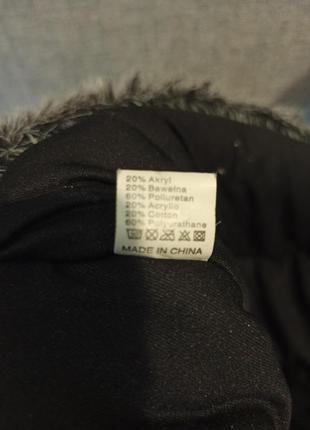 20% Akryl
20% Bawełna
60% Poliuretan
20% Acrylic
20% Cotton
60% Polyurethane
MADE IN CHINA